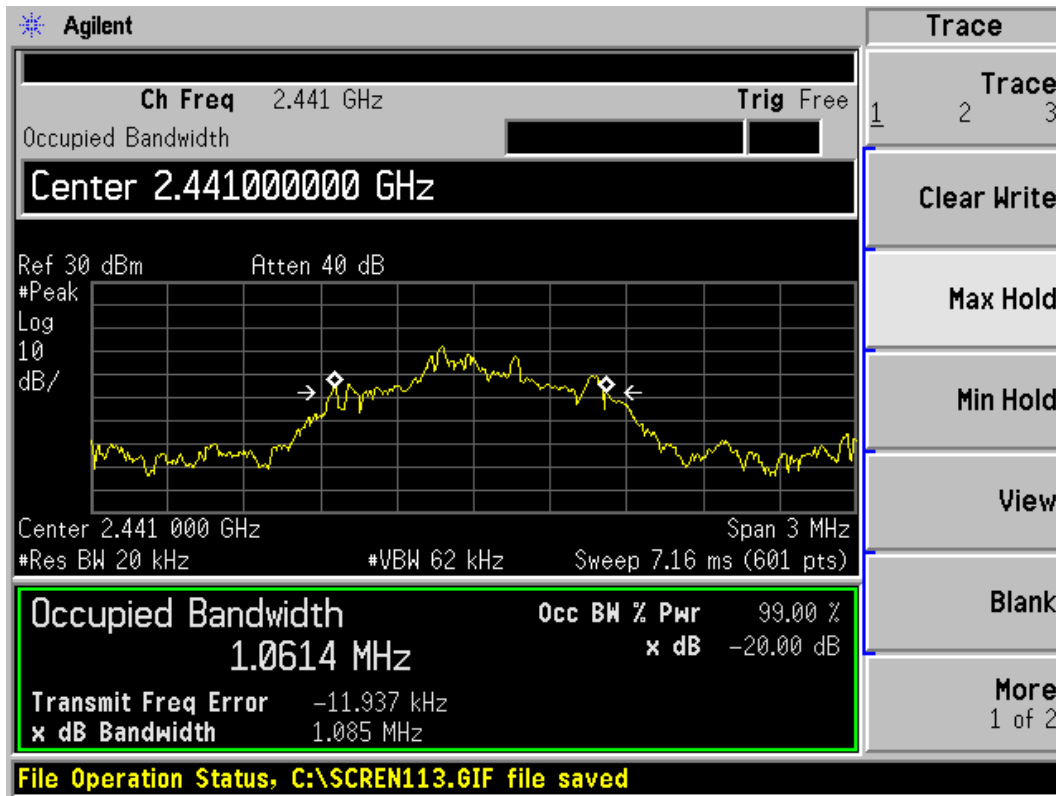 Agilent
Ch Freq 2.441 GHz Trig Free
Occupied Bandwidth
Center 2.441000000 GHz
Ref 30 dBm Atten 40 dB
#Peak
Log
10
dB/
Center 2.441 000 GHz Span 3 MHz
#Res BW 20 kHz #VBW 62 kHz Sweep 7.16 ms (601 pts)
Occupied Bandwidth Occ BW % Pwr 99.00 %
1.0614 MHz x dB -20.00 dB
Transmit Freq Error -11.937 kHz
x dB Bandwidth 1.085 MHz
File Operation Status, C:\SCREN113.GIF file saved
Trace
Trace
1 2 3
Clear Write
Max Hold
Min Hold
View
Blank
More
1 of 2